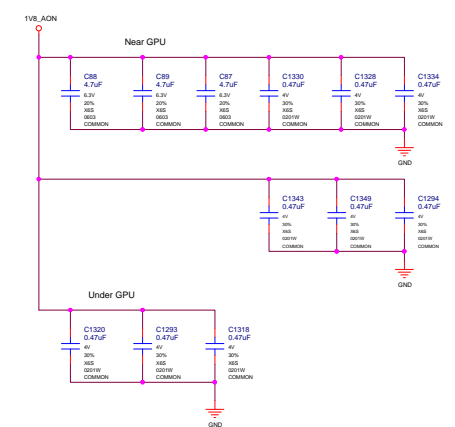 1V8_AON
Near GPU
C88
4.7uF
6.3V
20%
X6S
0603
COMMON
C89
4.7uF
6.3V
20%
X6S
0603
COMMON
C87
4.7uF
6.3V
20%
X6S
0603
COMMON
C1330
0.47uF
4V
30%
X6S
0201W
COMMON
C1328
0.47uF
4V
30%
X6S
0201W
COMMON
C1334
0.47uF
4V
30%
X6S
0201W
COMMON
GND
C1343
0.47uF
4V
30%
X6S
0201W
COMMON
C1349
0.47uF
4V
30%
X6S
0201W
COMMON
C1294
0.47uF
4V
30%
X6S
0201W
COMMON
GND
Under GPU
C1320
0.47uF
4V
30%
X6S
0201W
COMMON
C1293
0.47uF
4V
30%
X6S
0201W
COMMON
C1318
0.47uF
4V
30%
X6S
0201W
COMMON
GND